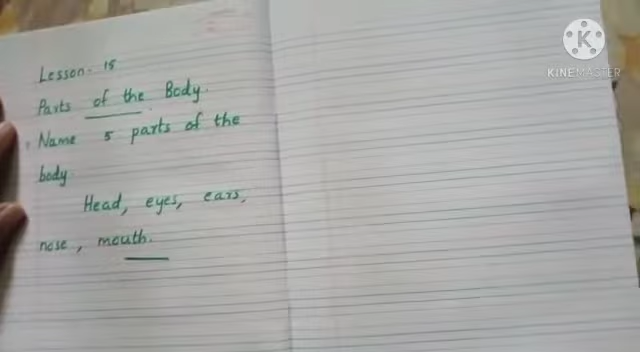 Lesson. 15
Parts of the Body.
Name 5 parts of the
body.
Head, eyes, ears,
nose, mouth.
KINEMASTER